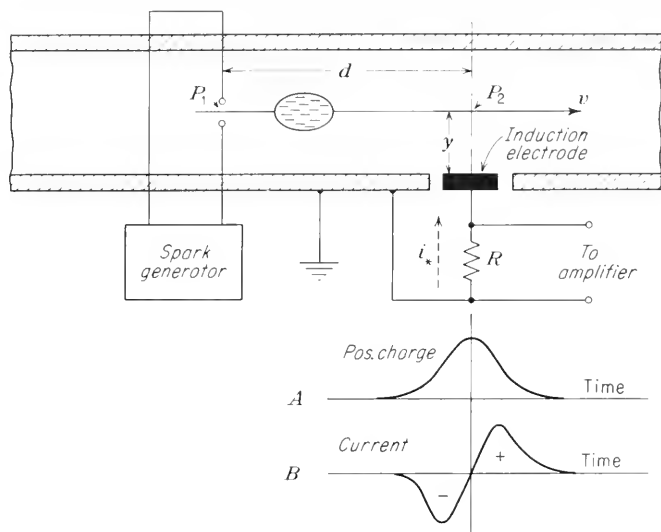 d
P₁
P₂
v
y
Induction
electrode
Spark
generator
i*
R
To
amplifier
Pos. charge
A
Time
Current
+
B
Time
−